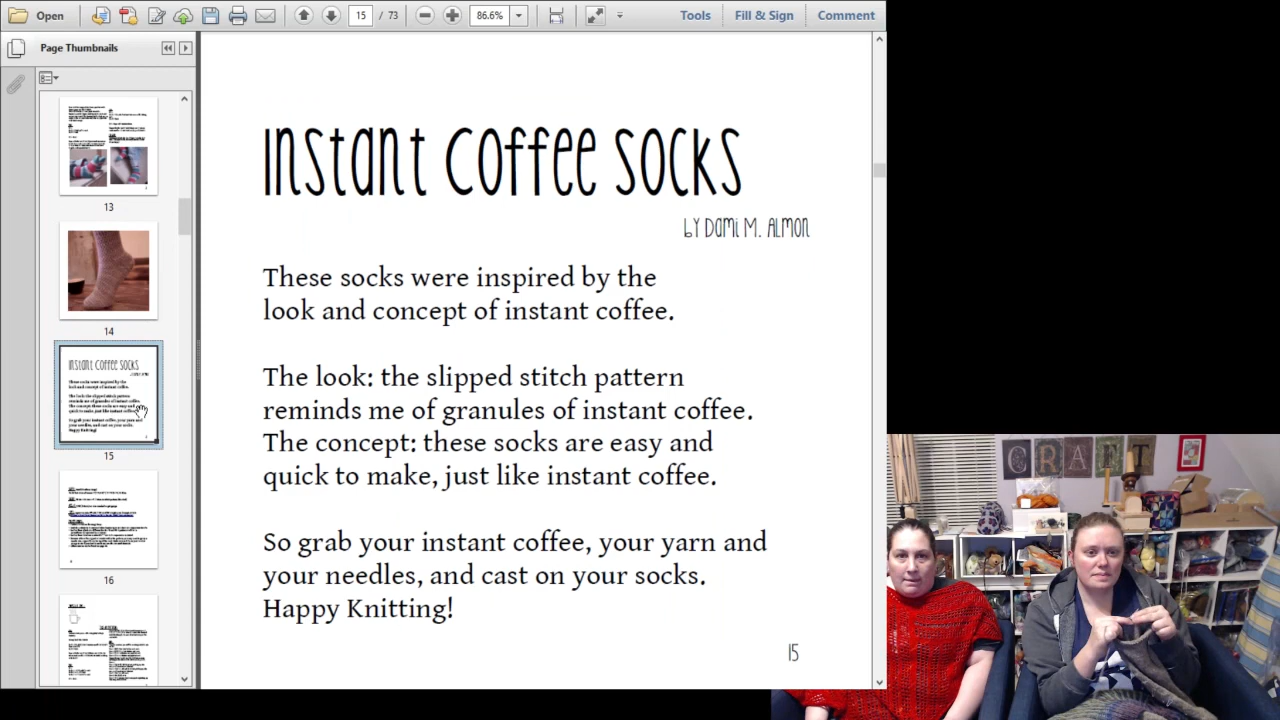 Open
15 / 73
86.6%
Tools
Fill & Sign
Comment
Page Thumbnails
13
14
15
16
Instant Coffee Socks
by Dami M. Almon
These socks were inspired by the
look and concept of instant coffee.
The look: the slipped stitch pattern
reminds me of granules of instant coffee.
The concept: these socks are easy and
quick to make, just like instant coffee.
So grab your instant coffee, your yarn and
your needles, and cast on your socks.
Happy Knitting!
15
CRAFT